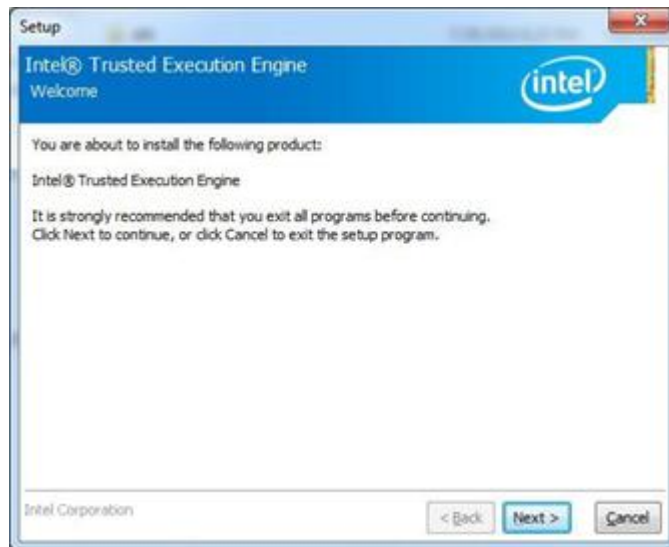 Setup
Intel® Trusted Execution Engine
Welcome
intel
You are about to install the following product:
Intel® Trusted Execution Engine
It is strongly recommended that you exit all programs before continuing.
Click Next to continue, or click Cancel to exit the setup program.
Intel Corporation
< Back
Next >
Cancel